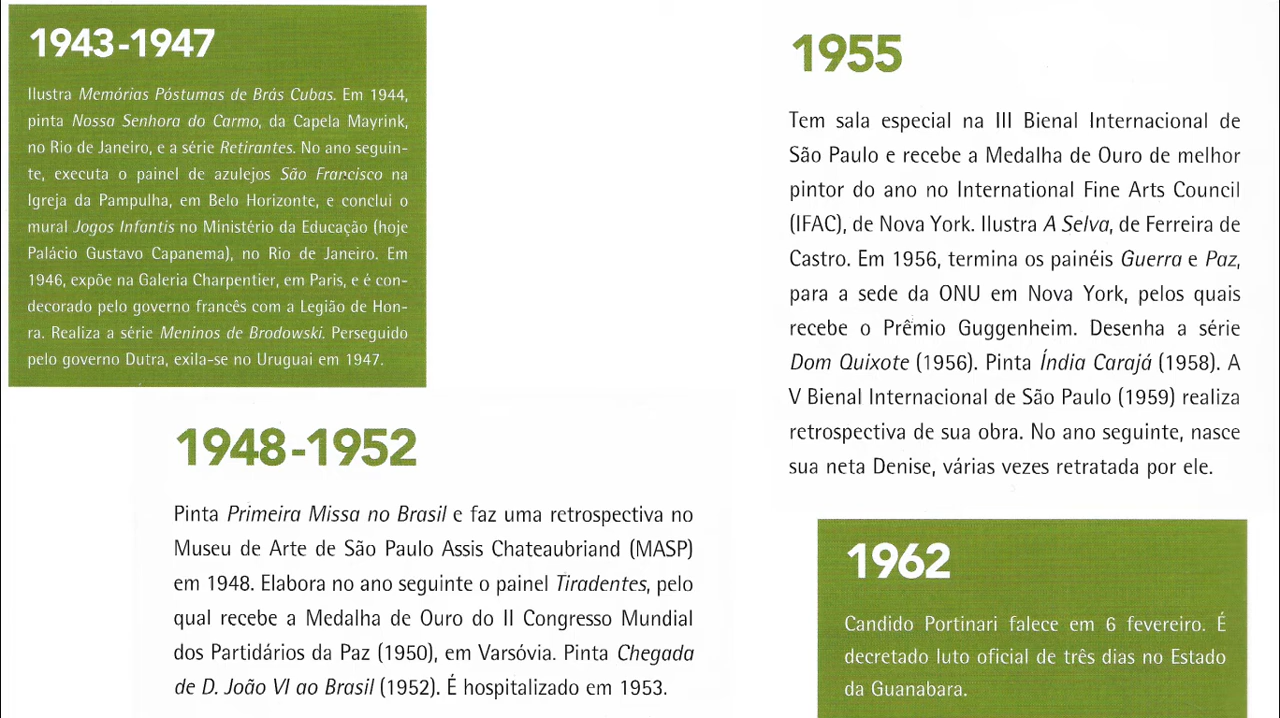 1943-1947
Ilustra Memórias Póstumas de Brás Cubas. Em 1944,
pinta Nossa Senhora do Carmo, da Capela Mayrink,
no Rio de Janeiro, e a série Retirantes. No ano seguin-
te, executa o painel de azulejos São Francisco na
Igreja da Pampulha, em Belo Horizonte, e conclui o
mural Jogos Infantis no Ministério da Educação (hoje
Palácio Gustavo Capanema), no Rio de Janeiro. Em
1946, expõe na Galeria Charpentier, em Paris, e é con-
decorado pelo governo francês com a Legião de Hon-
ra. Realiza a série Meninos de Brodowski. Perseguido
pelo governo Dutra, exila-se no Uruguai em 1947.
1948-1952
Pinta Primeira Missa no Brasil e faz uma retrospectiva no
Museu de Arte de São Paulo Assis Chateaubriand (MASP)
em 1948. Elabora no ano seguinte o painel Tiradentes, pelo
qual recebe a Medalha de Ouro do II Congresso Mundial
dos Partidários da Paz (1950), em Varsóvia. Pinta Chegada
de D. João VI ao Brasil (1952). É hospitalizado em 1953.
1955
Tem sala especial na III Bienal Internacional de
São Paulo e recebe a Medalha de Ouro de melhor
pintor do ano no International Fine Arts Council
(IFAC), de Nova York. Ilustra A Selva, de Ferreira de
Castro. Em 1956, termina os painéis Guerra e Paz,
para a sede da ONU em Nova York, pelos quais
recebe o Prêmio Guggenheim. Desenha a série
Dom Quixote (1956). Pinta Índia Carajá (1958). A
V Bienal Internacional de São Paulo (1959) realiza
retrospectiva de sua obra. No ano seguinte, nasce
sua neta Denise, várias vezes retratada por ele.
1962
Candido Portinari falece em 6 fevereiro. É
decretado luto oficial de três dias no Estado
da Guanabara.